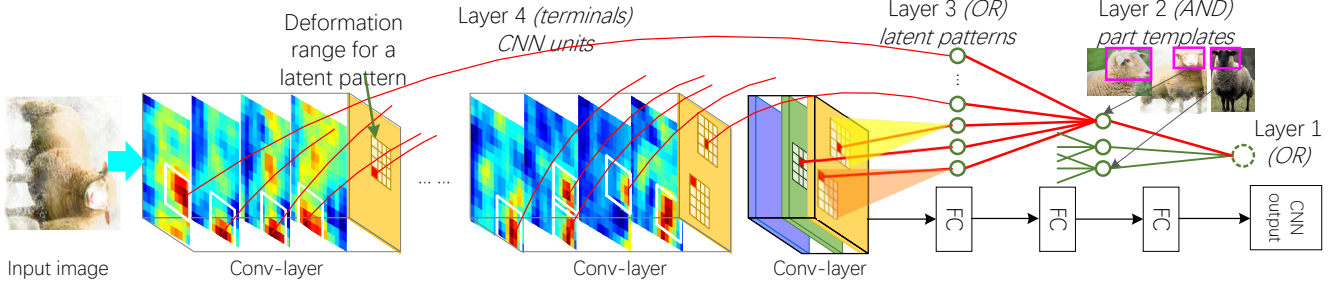 Deformation
range for a
latent pattern
Layer 4 (terminals)
CNN units
Layer 3 (OR)
latent patterns
Layer 2 (AND)
part templates
Layer 1
(OR)
... ...
...
FC
FC
FC
CNN
output
Input image
Conv-layer
Conv-layer
Conv-layer